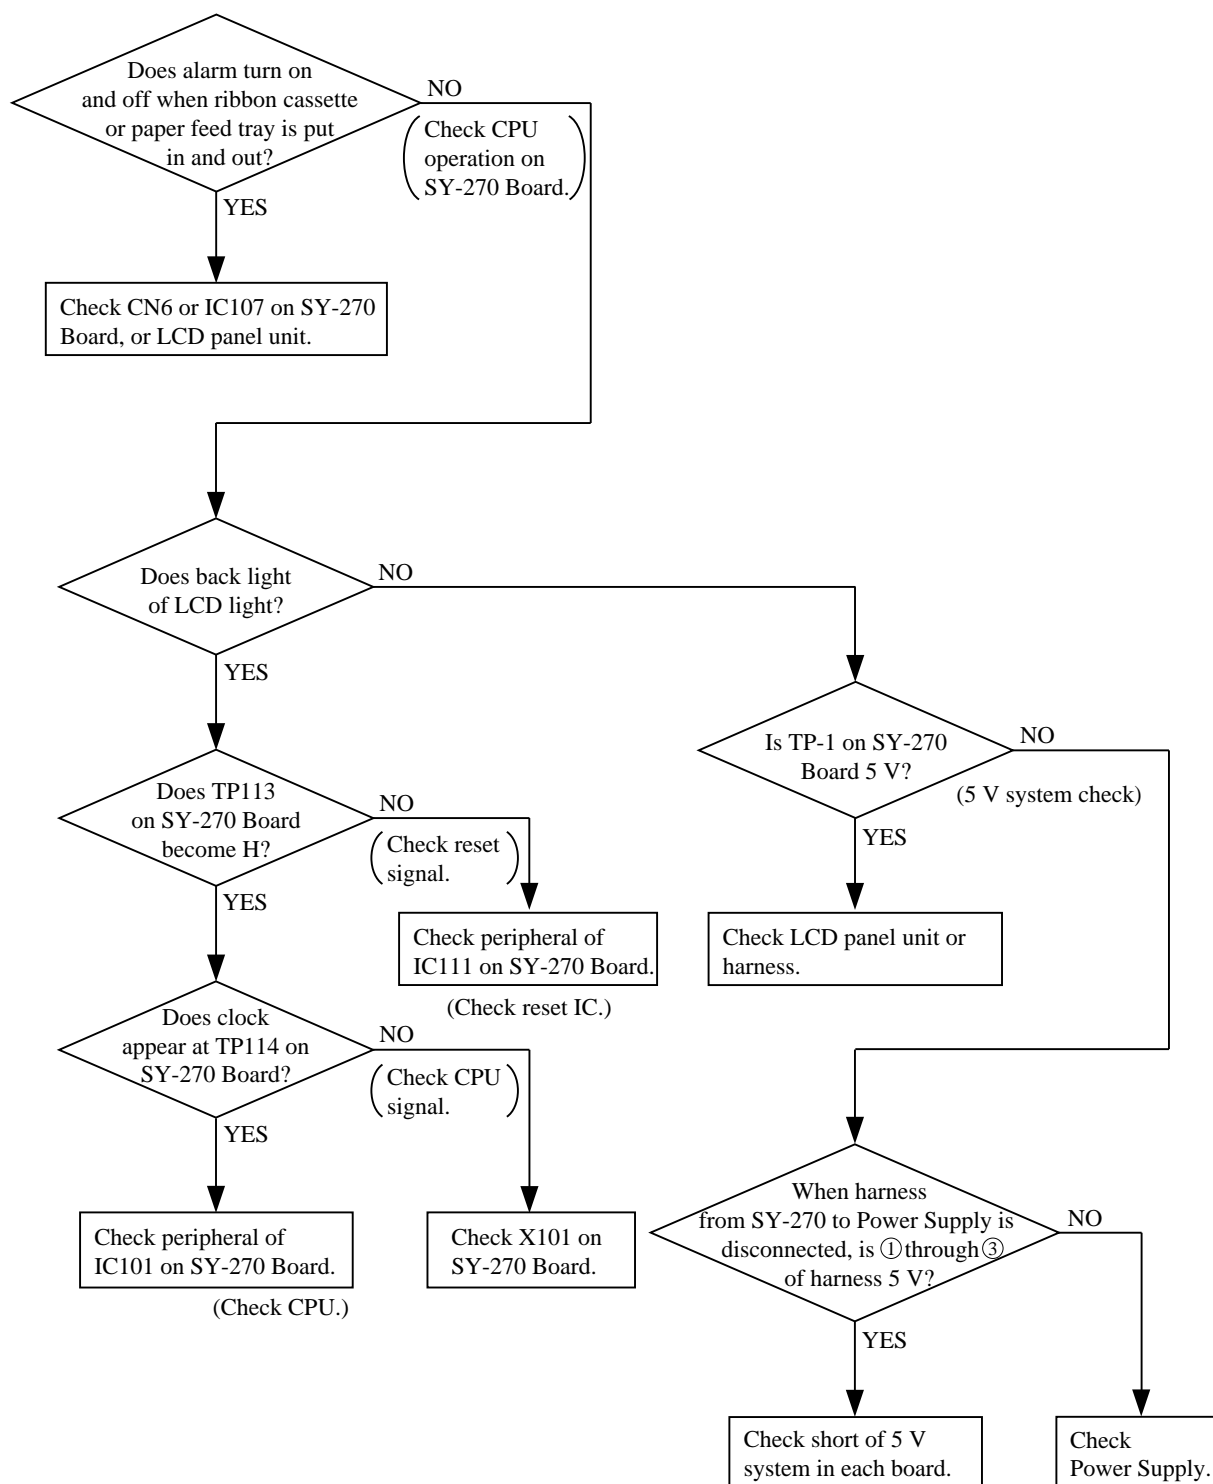 Does alarm turn on
and off when ribbon cassette
or paper feed tray is put
in and out?
NO
(Check CPU
operation on
SY-270 Board.)
YES
Check CN6 or IC107 on SY-270
Board, or LCD panel unit.
Does back light
of LCD light?
NO
YES
Is TP-1 on SY-270
Board 5 V?
NO
(5 V system check)
YES
Does TP113
on SY-270 Board
become H?
NO
(Check reset
signal.)
YES
Check peripheral of
IC111 on SY-270 Board.
(Check reset IC.)
Check LCD panel unit or
harness.
Does clock
appear at TP114 on
SY-270 Board?
NO
(Check CPU
signal.)
YES
Check peripheral of
IC101 on SY-270 Board.
(Check CPU.)
Check X101 on
SY-270 Board.
When harness
from SY-270 to Power Supply is
disconnected, is ① through ③
of harness 5 V?
NO
YES
Check short of 5 V
system in each board.
Check
Power Supply.